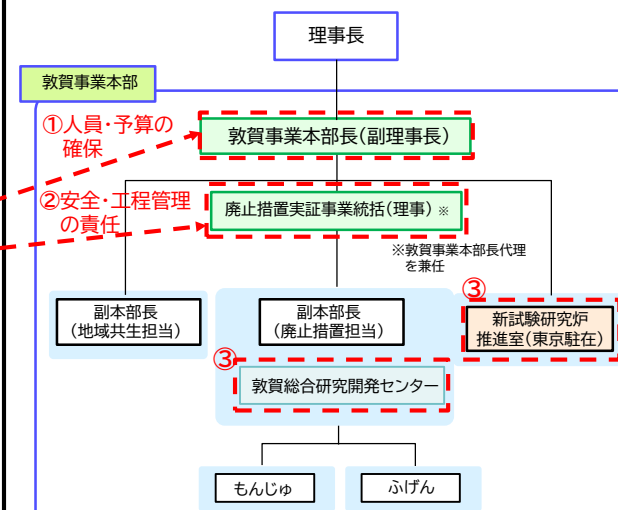 理事長
敦賀事業本部
①人員・予算の
確保
敦賀事業本部長(副理事長)
②安全・工程管理
の責任
廃止措置実証事業統括(理事) ※
※敦賀事業本部長代理
を兼任
副本部長
(地域共生担当)
副本部長
(廃止措置担当)
③
新試験研究炉
推進室(東京駐在)
③
敦賀総合研究開発センター
もんじゅ
ふげん